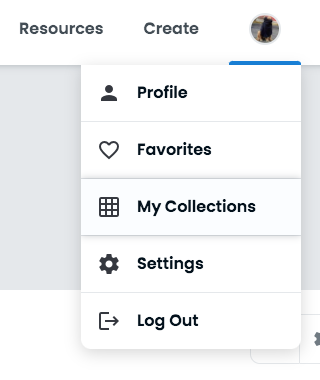 Resources Create
Profile
Favorites
My Collections
Settings
Log Out